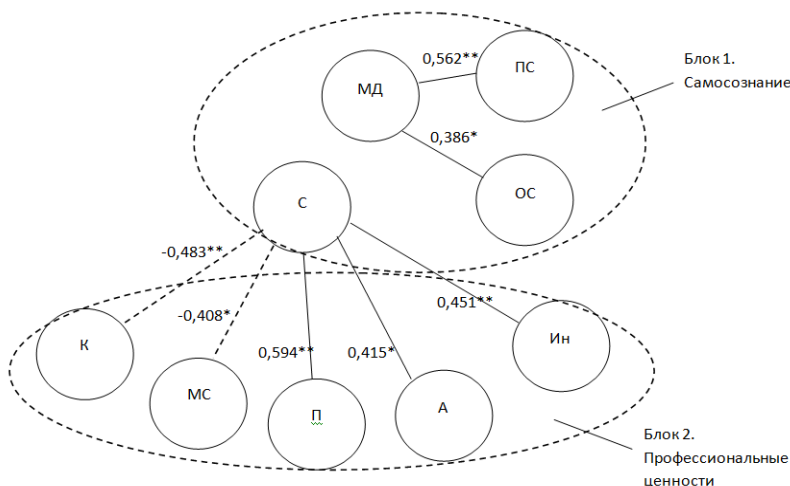 0,562**
ПС
Блок 1.
Самосознание
МД
0,386*
ОС
С
-0,483**
0,451**
-0,408*
К
0,594**
0,415*
Ин
МС
П
А
Блок 2.
Профессиональные
ценности